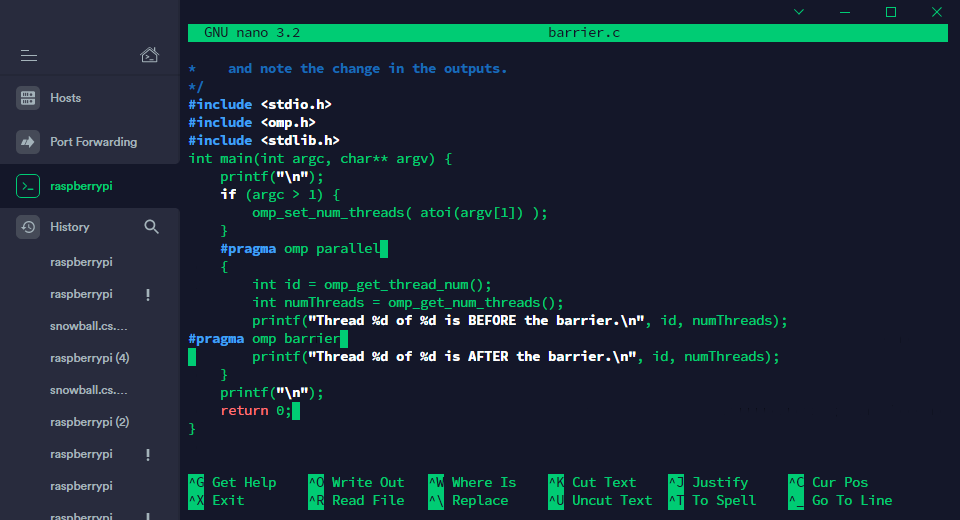 GNU nano 3.2 barrier.c
Hosts
Port Forwarding
raspberrypi
History
raspberrypi
raspberrypi !
snowball.cs....
raspberrypi (4)
snowball.cs....
raspberrypi (2)
raspberrypi !
raspberrypi
raspberrypi !
* and note the change in the outputs.
*/
#include <stdio.h>
#include <omp.h>
#include <stdlib.h>
int main(int argc, char** argv) {
    printf("\n");
    if (argc > 1) {
        omp_set_num_threads( atoi(argv[1]) );
    }
    #pragma omp parallel
    {
        int id = omp_get_thread_num();
        int numThreads = omp_get_num_threads();
        printf("Thread %d of %d is BEFORE the barrier.\n", id, numThreads);
#pragma omp barrier
        printf("Thread %d of %d is AFTER the barrier.\n", id, numThreads);
    }
    printf("\n");
    return 0;
}
^G Get Help ^O Write Out ^W Where Is ^K Cut Text ^J Justify ^C Cur Pos
^X Exit ^R Read File ^\ Replace ^U Uncut Text ^T To Spell ^_ Go To Line